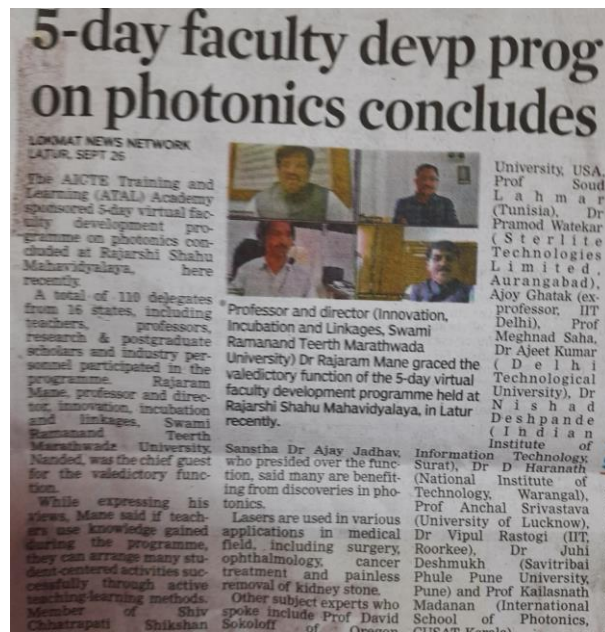 5-day faculty devp prog
on photonics concludes
LOKMAT NEWS NETWORK
LATUR, SEPT 26
The AICTE Training and
Learning (ATAL) Academy
sponsored 5-day virtual fac-
ulty development pro-
gramme on photonics con-
cluded at Rajarshi Shahu
Mahavidyalaya, here
recently.
A total of 110 delegates
from 16 states, including
teachers, professors,
research & postgraduate
scholars and industry per-
sonnel participated in the
programme. Rajaram
Mane, professor and direc-
tor, innovation, incubation
and linkages, Swami
Ramanand Teerth
Marathwada University,
Nanded, was the chief guest
for the valedictory func-
tion.
While expressing his
views, Mane said if teach-
ers use knowledge gained
during the programme,
they can arrange many stu-
dent-centered activities suc-
cessfully through active
teaching-learning methods.
Member of Shiv
Chhatrapati Shikshan
Professor and director (Innovation,
Incubation and Linkages, Swami
Ramanand Teerth Marathwada
University) Dr Rajaram Mane graced the
valedictory function of the 5-day virtual
faculty development programme held at
Rajarshi Shahu Mahavidyalaya, in Latur
recently.
Sanstha Dr Ajay Jadhav,
who presided over the func-
tion, said many are benefit-
ing from discoveries in pho-
tonics.
Lasers are used in various
applications in medical
field, including surgery,
ophthalmology, cancer
treatment and painless
removal of kidney stone.
Other subject experts who
spoke include Prof David
Sokoloff of Oregon
University, USA,
Prof Soud
Lahmar
(Tunisia), Dr
Pramod Watekar
(Sterlite
Technologies
Limited,
Aurangabad),
Ajoy Ghatak (ex-
professor, IIT
Delhi), Prof
Meghnad Saha,
Dr Ajeet Kumar
(Delhi
Technological
University), Dr
Nishad
Deshpande
(Indian
Institute of
Information Technology,
Surat), Dr D Haranath
(National Institute of
Technology, Warangal),
Prof Anchal Srivastava
(University of Lucknow),
Dr Vipul Rastogi (IIT,
Roorkee), Dr Juhi
Deshmukh (Savitribai
Phule Pune University,
Pune) and Prof Kailasnath
Madanan (International
School of Photonics,